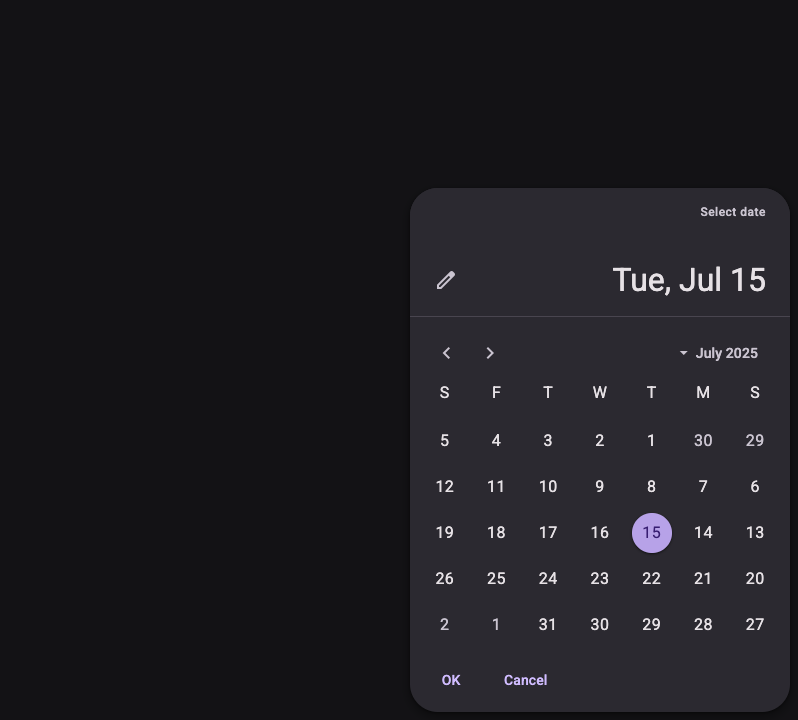 Select date
Tue, Jul 15
July 2025
S F T W T M S
5 4 3 2 1 30 29
12 11 10 9 8 7 6
19 18 17 16 15 14 13
26 25 24 23 22 21 20
2 1 31 30 29 28 27
OK Cancel